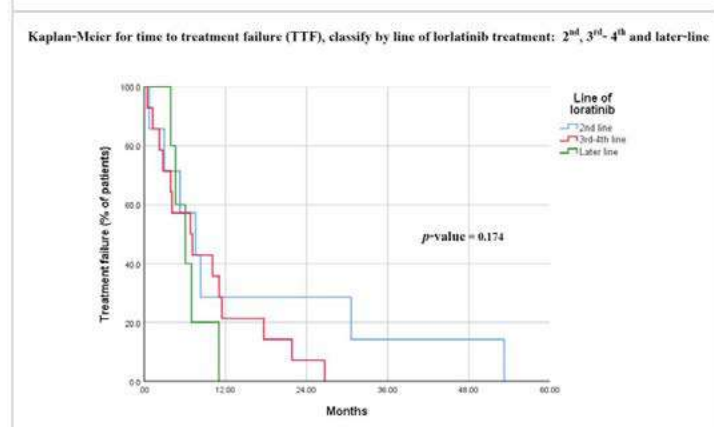 Kaplan-Meier for time to treatment failure (TTF), classify by line of lorlatinib treatment: 2nd, 3rd- 4th and later-line
Line of
loratinib
2nd line
3rd-4th line
Later line
100.0
80.0
60.0
40.0
20.0
0.0
Treatment failure (% of patients)
p-value = 0.174
.00
12.00
24.00
36.00
48.00
60.00
Months